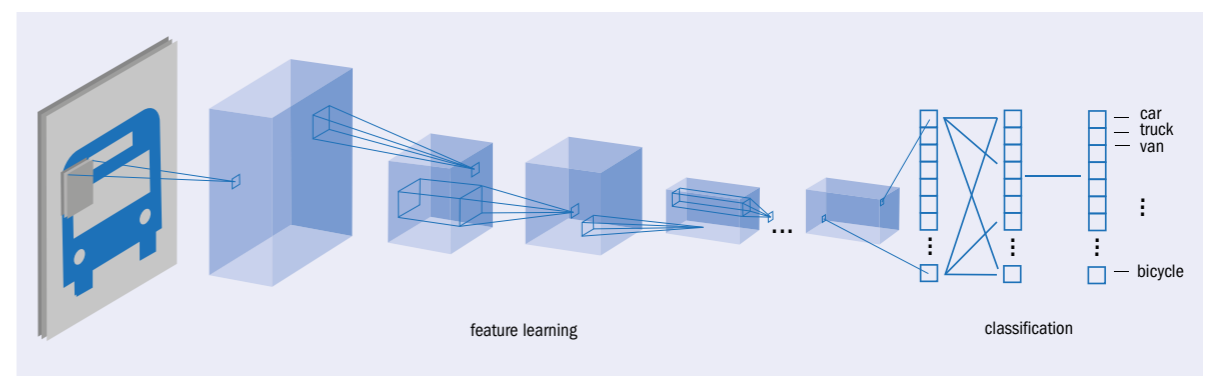 car
truck
van
...
bicycle
feature learning
classification